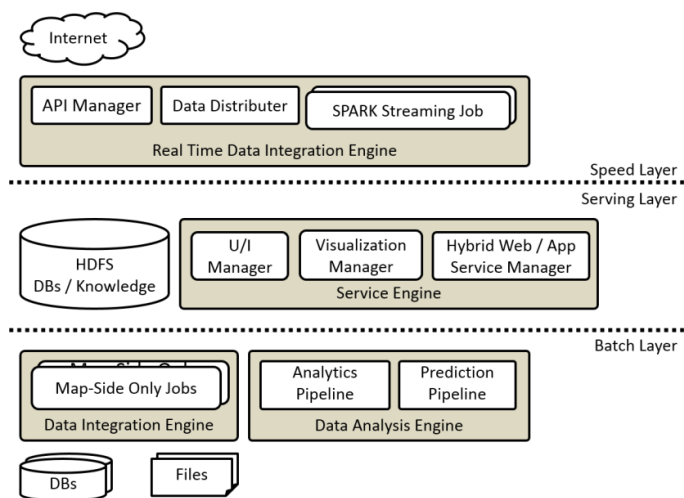 Internet
API Manager
Data Distributer
SPARK Streaming Job
Real Time Data Integration Engine
Speed Layer
Serving Layer
HDFS
DBs / Knowledge
U/I
Manager
Visualization
Manager
Hybrid Web / App
Service Manager
Service Engine
Batch Layer
Map-Side Only Jobs
Data Integration Engine
Analytics
Pipeline
Prediction
Pipeline
Data Analysis Engine
DBs
Files